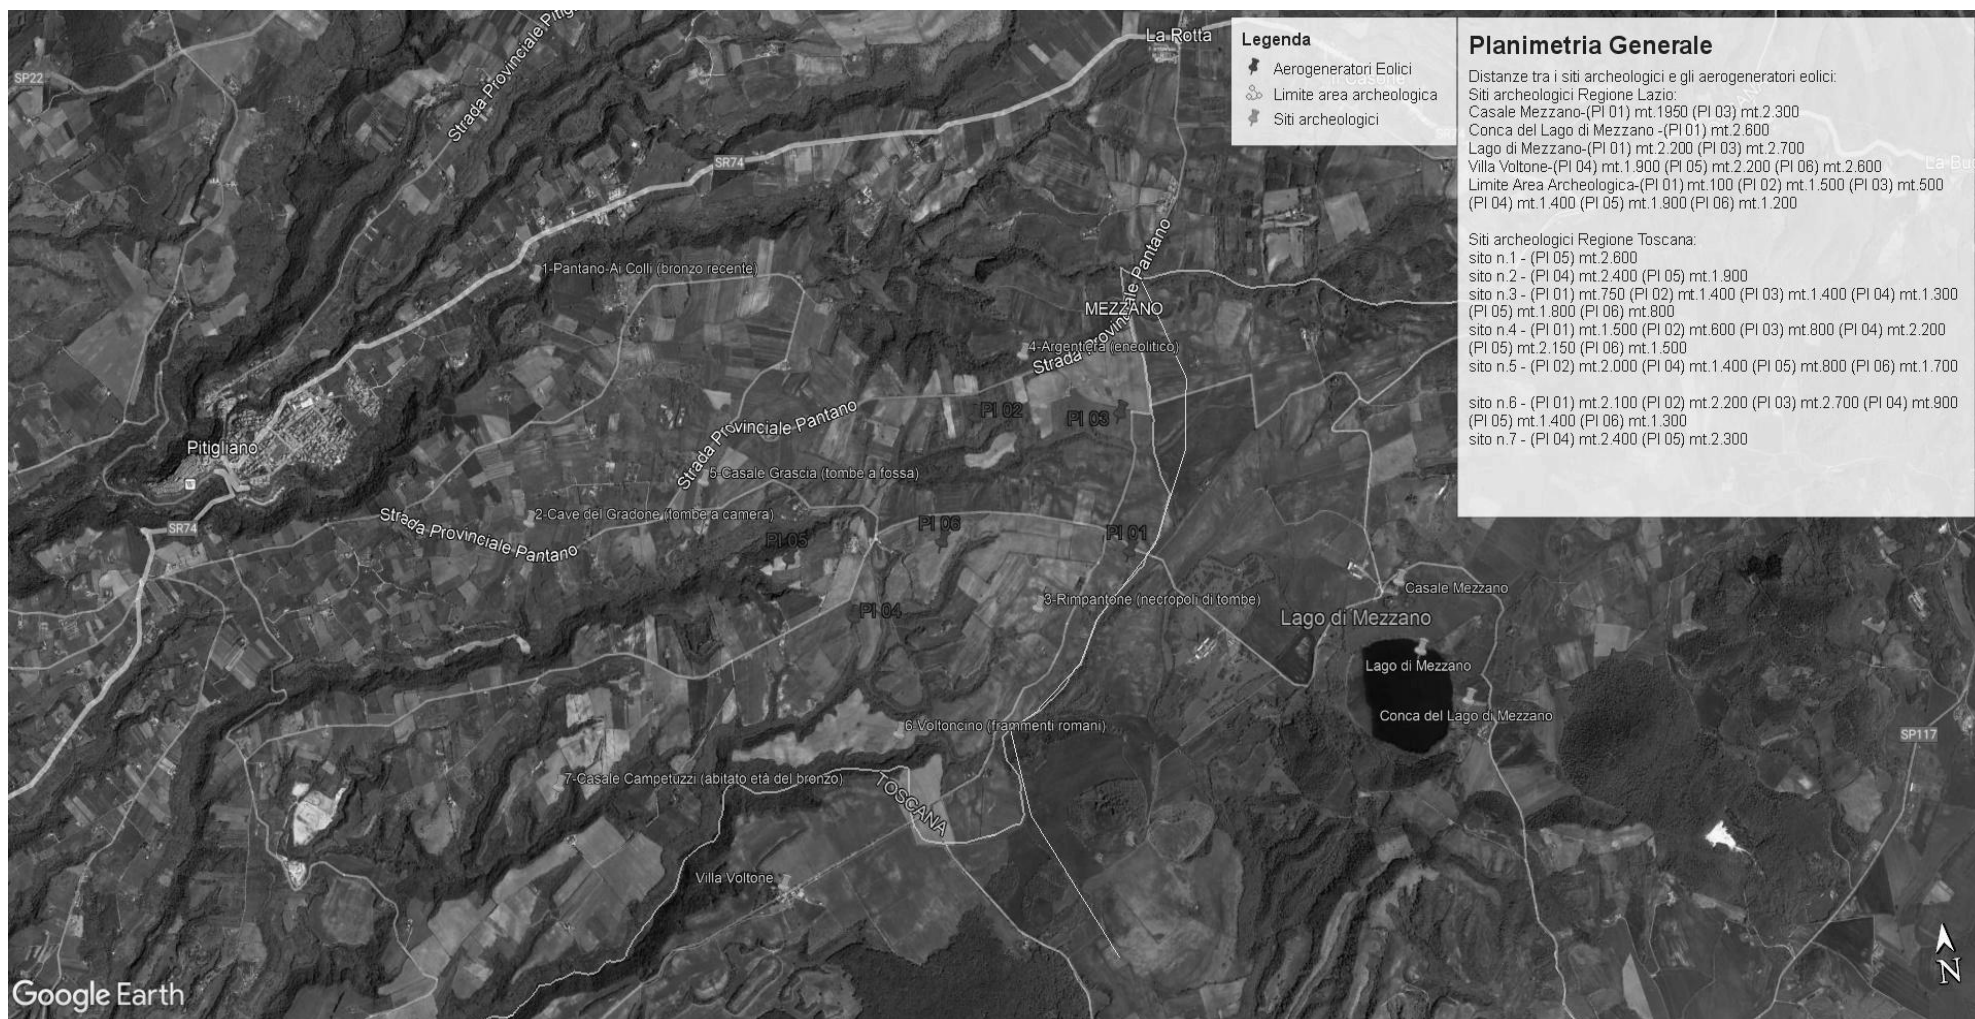 Strada Provinciale Pitig
La Rotta
SP22
SR74
Legenda
Aerogeneratori Eolici
Limite area archeologica
Siti archeologici
Planimetria Generale
Distanze tra i siti archeologici e gli aerogeneratori eolici:
Siti archeologici Regione Lazio:
Casale Mezzano-(PI 01) mt.1950 (PI 03) mt.2.300
Conca del Lago di Mezzano -(PI 01) mt.2.600
Lago di Mezzano-(PI 01) mt.2.200 (PI 03) mt.2.700
Villa Voltone-(PI 04) mt.1.900 (PI 05) mt.2.200 (PI 06) mt.2.600
Limite Area Archeologica-(PI 01) mt.100 (PI 02) mt.1.500 (PI 03) mt.500
(PI 04) mt.1.400 (PI 05) mt.1.900 (PI 06) mt.1.200
Siti archeologici Regione Toscana:
sito n.1 - (PI 05) mt.2.600
sito n.2 - (PI 04) mt.2.400 (PI 05) mt.1.900
sito n.3 - (PI 01) mt.750 (PI 02) mt.1.400 (PI 03) mt.1.400 (PI 04) mt.1.300
(PI 05) mt.1.800 (PI 06) mt.800
sito n.4 - (PI 01) mt.1.500 (PI 02) mt.600 (PI 03) mt.800 (PI 04) mt.2.200
(PI 05) mt.2.150 (PI 06) mt.1.500
sito n.5 - (PI 02) mt.2.000 (PI 04) mt.1.400 (PI 05) mt.800 (PI 06) mt.1.700
sito n.6 - (PI 01) mt.2.100 (PI 02) mt.2.200 (PI 03) mt.2.700 (PI 04) mt.900
(PI 05) mt.1.400 (PI 06) mt.1.300
sito n.7 - (PI 04) mt.2.400 (PI 05) mt.2.300
1-Pantano-Ai Colli (bronzo recente)
MEZZANO
4-Argentiera (eneolitico)
Strada Provinciale Pantano
PI 02
PI 03
Strada Provinciale Pantano
Pitigliano
5-Casale Grascia (tombe a fossa)
2-Cave del Gradone (tombe a camera)
Strada Provinciale Pantano
SR74
PI 06
PI 05
PI 01
Casale Mezzano
3-Rimpantone (necropoli di tombe)
PI 04
Lago di Mezzano
Lago di Mezzano
Conca del Lago di Mezzano
6-Voltoncino (frammenti romani)
SP117
7-Casale Campetuzzi (abitato età del bronzo)
TOSCANA
Villa Voltone
Google Earth
N